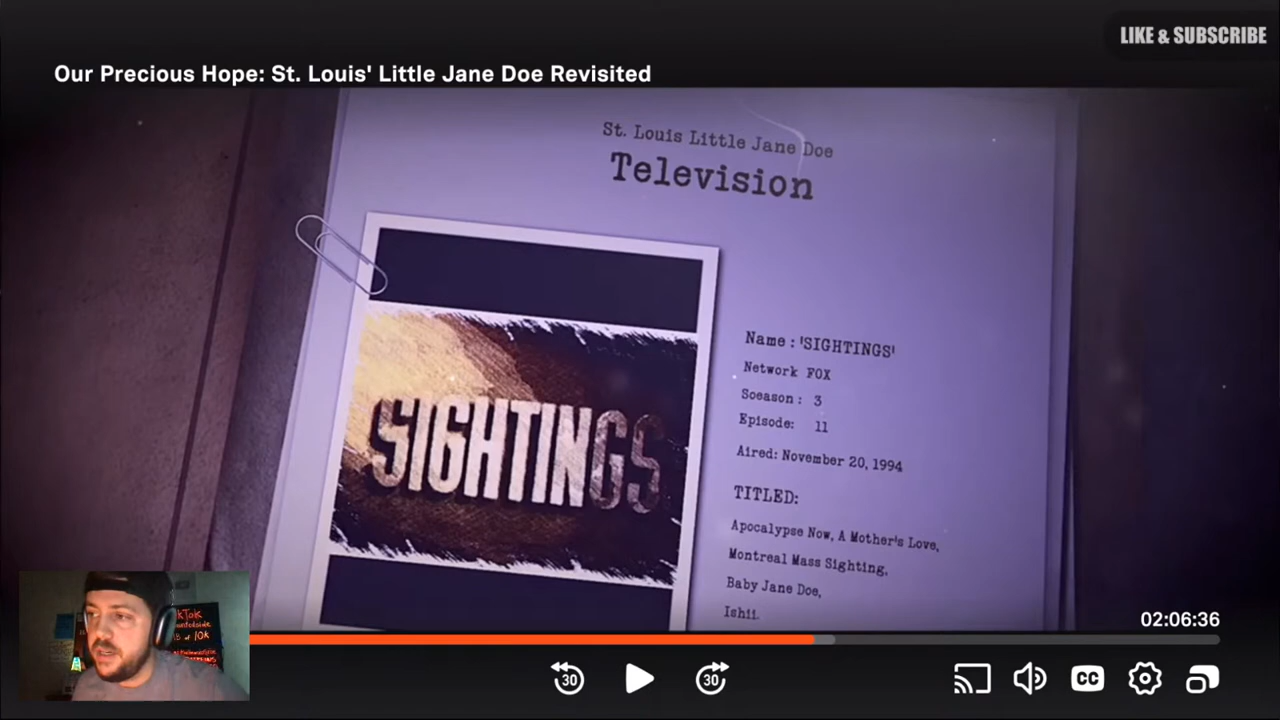 LIKE & SUBSCRIBE
Our Precious Hope: St. Louis' Little Jane Doe Revisited
St. Louis Little Jane Doe
Television
SIGHTINGS
Name : 'SIGHTINGS'
Network FOX
Soeason : 3
Episode: 11
Aired: November 20, 1994
TITLED:
Apocalypse Now, A Mother's Love,
Montreal Mass Sighting,
Baby Jane Doe,
Ishii.
02:06:36
30
30
CC